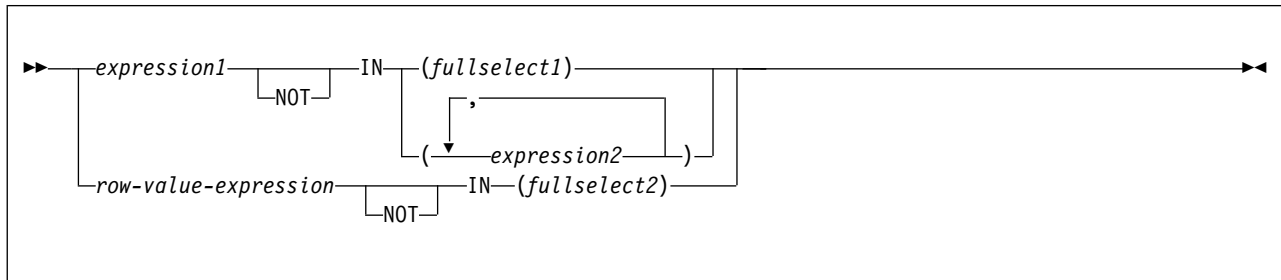 expression1 NOT IN (fullselect1)
,
( expression2 )
row-value-expression NOT IN (fullselect2)